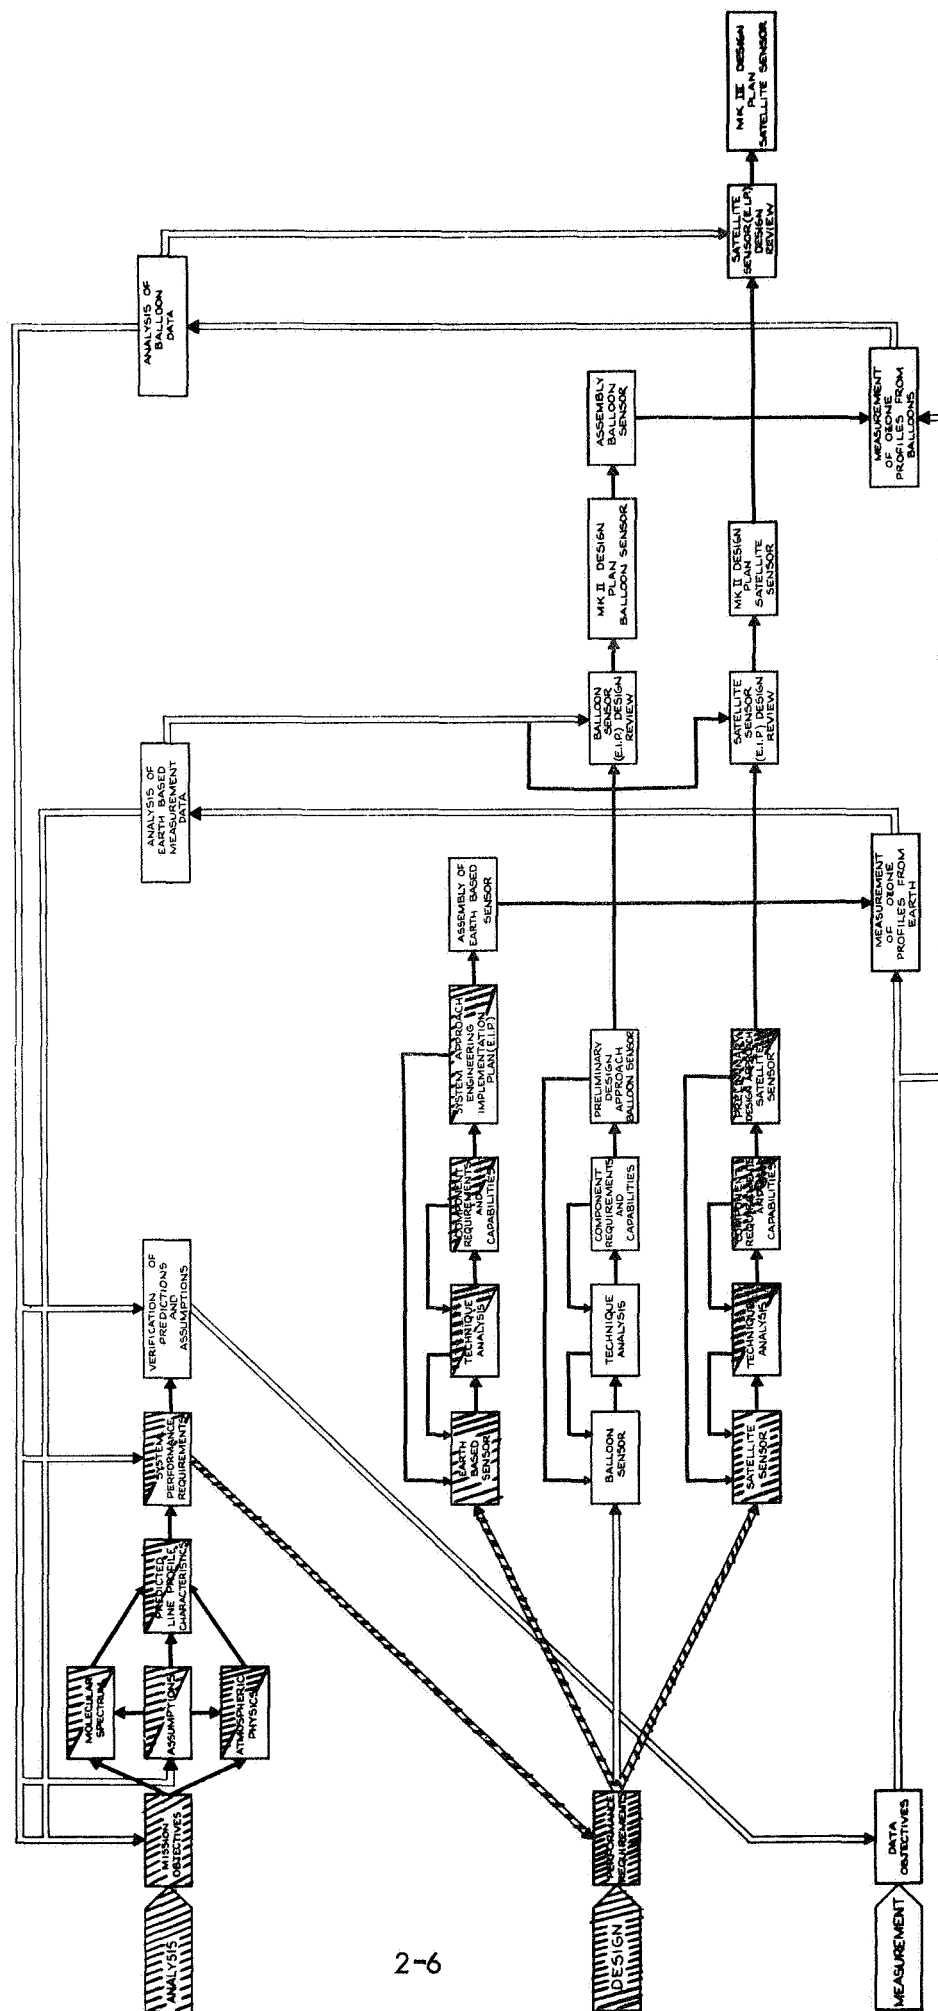 ANALYSIS
MISSION
OBJECTIVES
MOLECULAR
SPECTRUM
ASSUMPTIONS
ATMOSPHERIC
PHYSICS
PREDICTED
LINE PROFILE
CHARACTERISTICS
SYSTEM
PERFORMANCE
REQUIREMENTS
VERIFICATION OF
PREDICTIONS
AND
ASSUMPTIONS
ANALYSIS OF
EARTH BASED
MEASUREMENT
DATA
ANALYSIS OF
BALLOON
DATA
DESIGN
PERFORMANCE
REQUIREMENTS
EARTH
BASED
SENSOR
TECHNIQUE
ANALYSIS
COMPONENT
REQUIREMENTS
AND
CAPABILITIES
SYSTEM APPROACH
ENGINEERING
IMPLEMENTATION
PLAN (E.I.P)
ASSEMBLY OF
EARTH BASED
SENSOR
BALLOON
SENSOR
TECHNIQUE
ANALYSIS
COMPONENT
REQUIREMENTS
AND
CAPABILITIES
PRELIMINARY
DESIGN
APPROACH
BALLOON SENSOR
BALLOON
SENSOR
(E.I.P.) DESIGN
REVIEW
MK II DESIGN
PLAN
BALLOON SENSOR
ASSEMBLY
BALLOON
SENSOR
SATELLITE
SENSOR
TECHNIQUE
ANALYSIS
COMPONENT
REQUIREMENTS
AND
CAPABILITIES
PRELIMINARY
DESIGN APPROACH
SATELLITE
SENSOR
SATELLITE
SENSOR
(E.I.P.) DESIGN
REVIEW
MK II DESIGN
PLAN
SATELLITE
SENSOR
SATELLITE
SENSOR(E.I.P.)
DESIGN
REVIEW
MK III DESIGN
PLAN
SATELLITE SENSOR
MEASUREMENT
DATA
OBJECTIVES
MEASUREMENT
OF OZONE
PROFILES FROM
EARTH
MEASUREMENT
OF OZONE
PROFILES FROM
BALLOONS
2-6